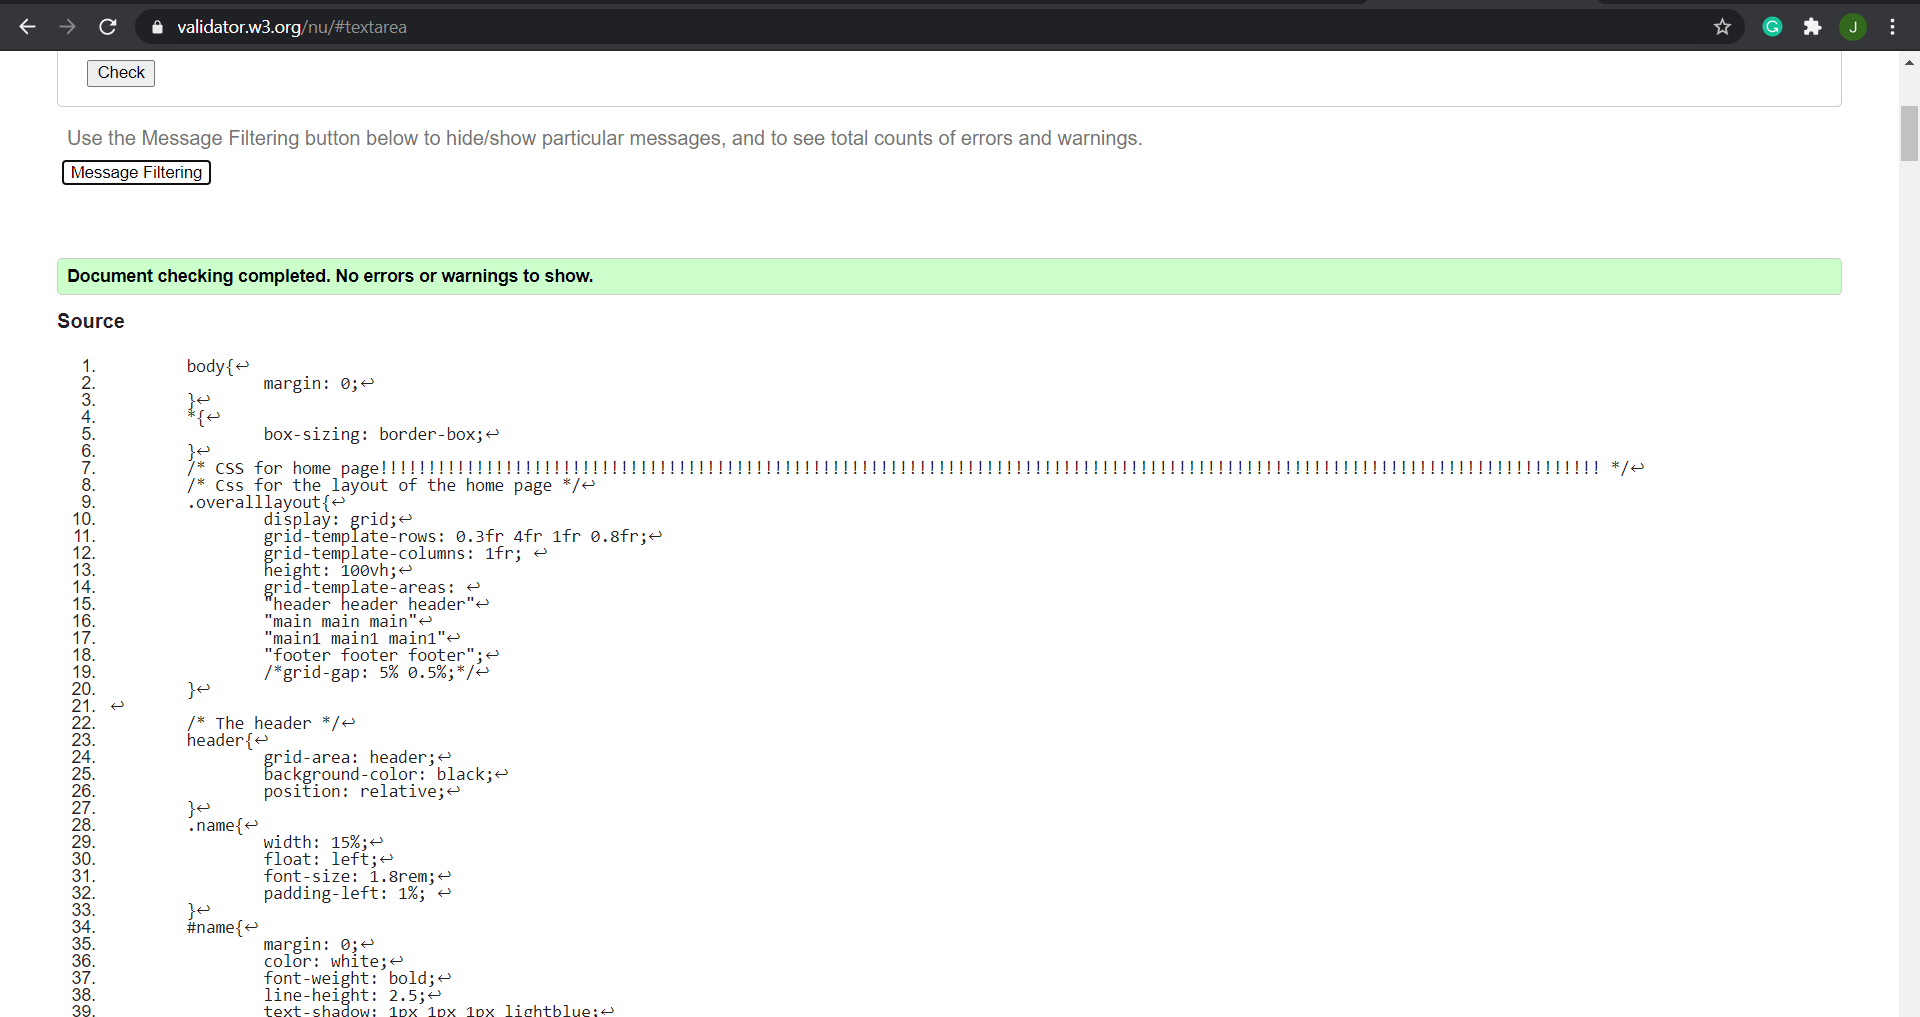 validator.w3.org/nu/#textarea
G
J
Check
Use the Message Filtering button below to hide/show particular messages, and to see total counts of errors and warnings.
Message Filtering
Document checking completed. No errors or warnings to show.
Source
1. body{↩
2. margin: 0;↩
3. }↩
4. *{↩
5. box-sizing: border-box;↩
6. }↩
7. /* CSS for home page!!!!!!!!!!!!!!!!!!!!!!!!!!!!!!!!!!!!!!!!!!!!!!!!!!!!!!!!!!!!!!!!!!!!!!!!!!!!!!!!!!!!!!!!!!!!!!!!!!!!!!!!!!!!!!!!!!!!!!!!!!!!!!! */↩
8. /* Css for the layout of the home page */↩
9. .overalllayout{↩
10. display: grid;↩
11. grid-template-rows: 0.3fr 4fr 1fr 0.8fr;↩
12. grid-template-columns: 1fr; ↩
13. height: 100vh;↩
14. grid-template-areas: ↩
15. "header header header"↩
16. "main main main"↩
17. "main1 main1 main1"↩
18. "footer footer footer";↩
19. /*grid-gap: 5% 0.5%;*/↩
20. }↩
21. ↩
22. /* The header */↩
23. header{↩
24. grid-area: header;↩
25. background-color: black;↩
26. position: relative;↩
27. }↩
28. .name{↩
29. width: 15%;↩
30. float: left;↩
31. font-size: 1.8rem;↩
32. padding-left: 1%; ↩
33. }↩
34. #name{↩
35. margin: 0;↩
36. color: white;↩
37. font-weight: bold;↩
38. line-height: 2.5;↩
39. text-shadow: 1px 1px 1px lightblue;↩